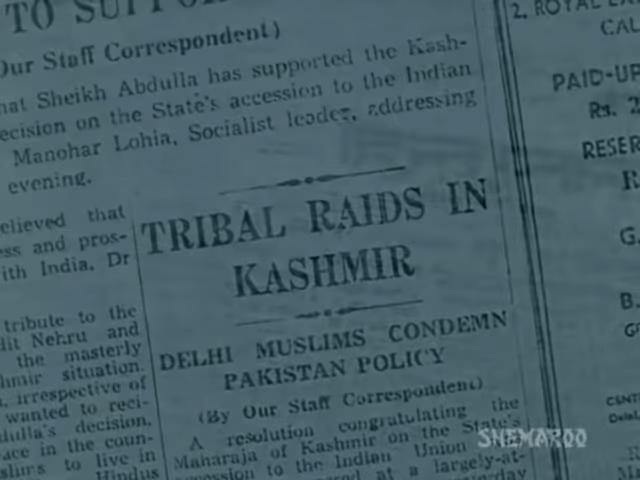 TO SUPPOR
Our Staff Correspondent)
hat Sheikh Abdulla has supported the Kash-
ecision on the State's accession to the Indian
Manohar Lohia, Socialist leader, addressing
evening.
elieved that
ess and pros-
ith India. Dr
tribute to the
dit Nehru and
the masterly
hmir situation.
irrespective of
wanted to reci-
dulla's decision,
ace in the coun-
slims to live in
Hindus
TRIBAL RAIDS IN
KASHMIR
DELHI MUSLIMS CONDEMN
PAKISTAN POLICY
(By Our Staff Correspondent)
A resolution congratulating the
Maharaja of Kashmir on the State's
accession to the Indian Union
at a largely-at-
2. ROYAL
CAL
PAID-UP
Rs. 2
RESER
R
G.
B.
G
CENT
SHEMAROO